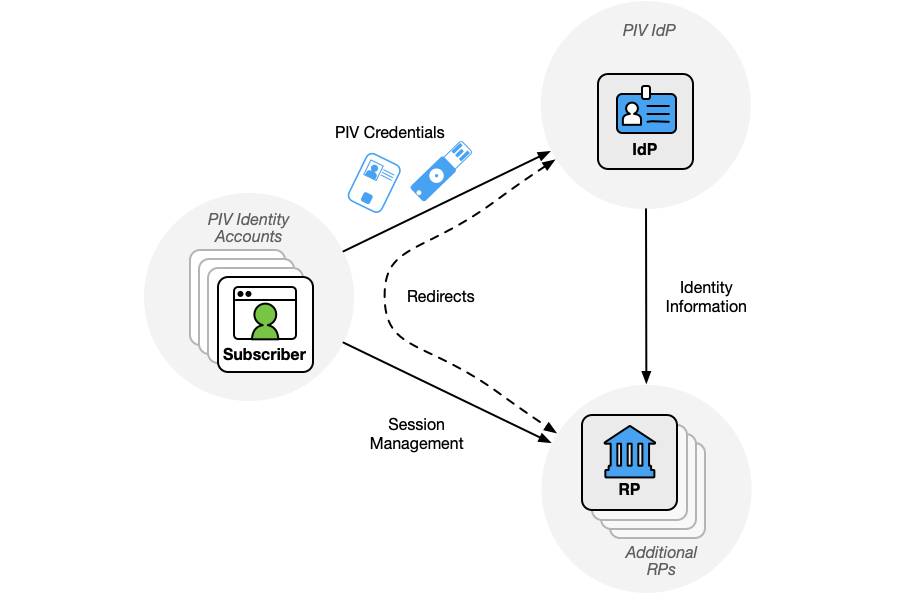 PIV IdP
IdP
PIV Credentials
PIV Identity
Accounts
Subscriber
Redirects
Identity
Information
Session
Management
RP
Additional
RPs